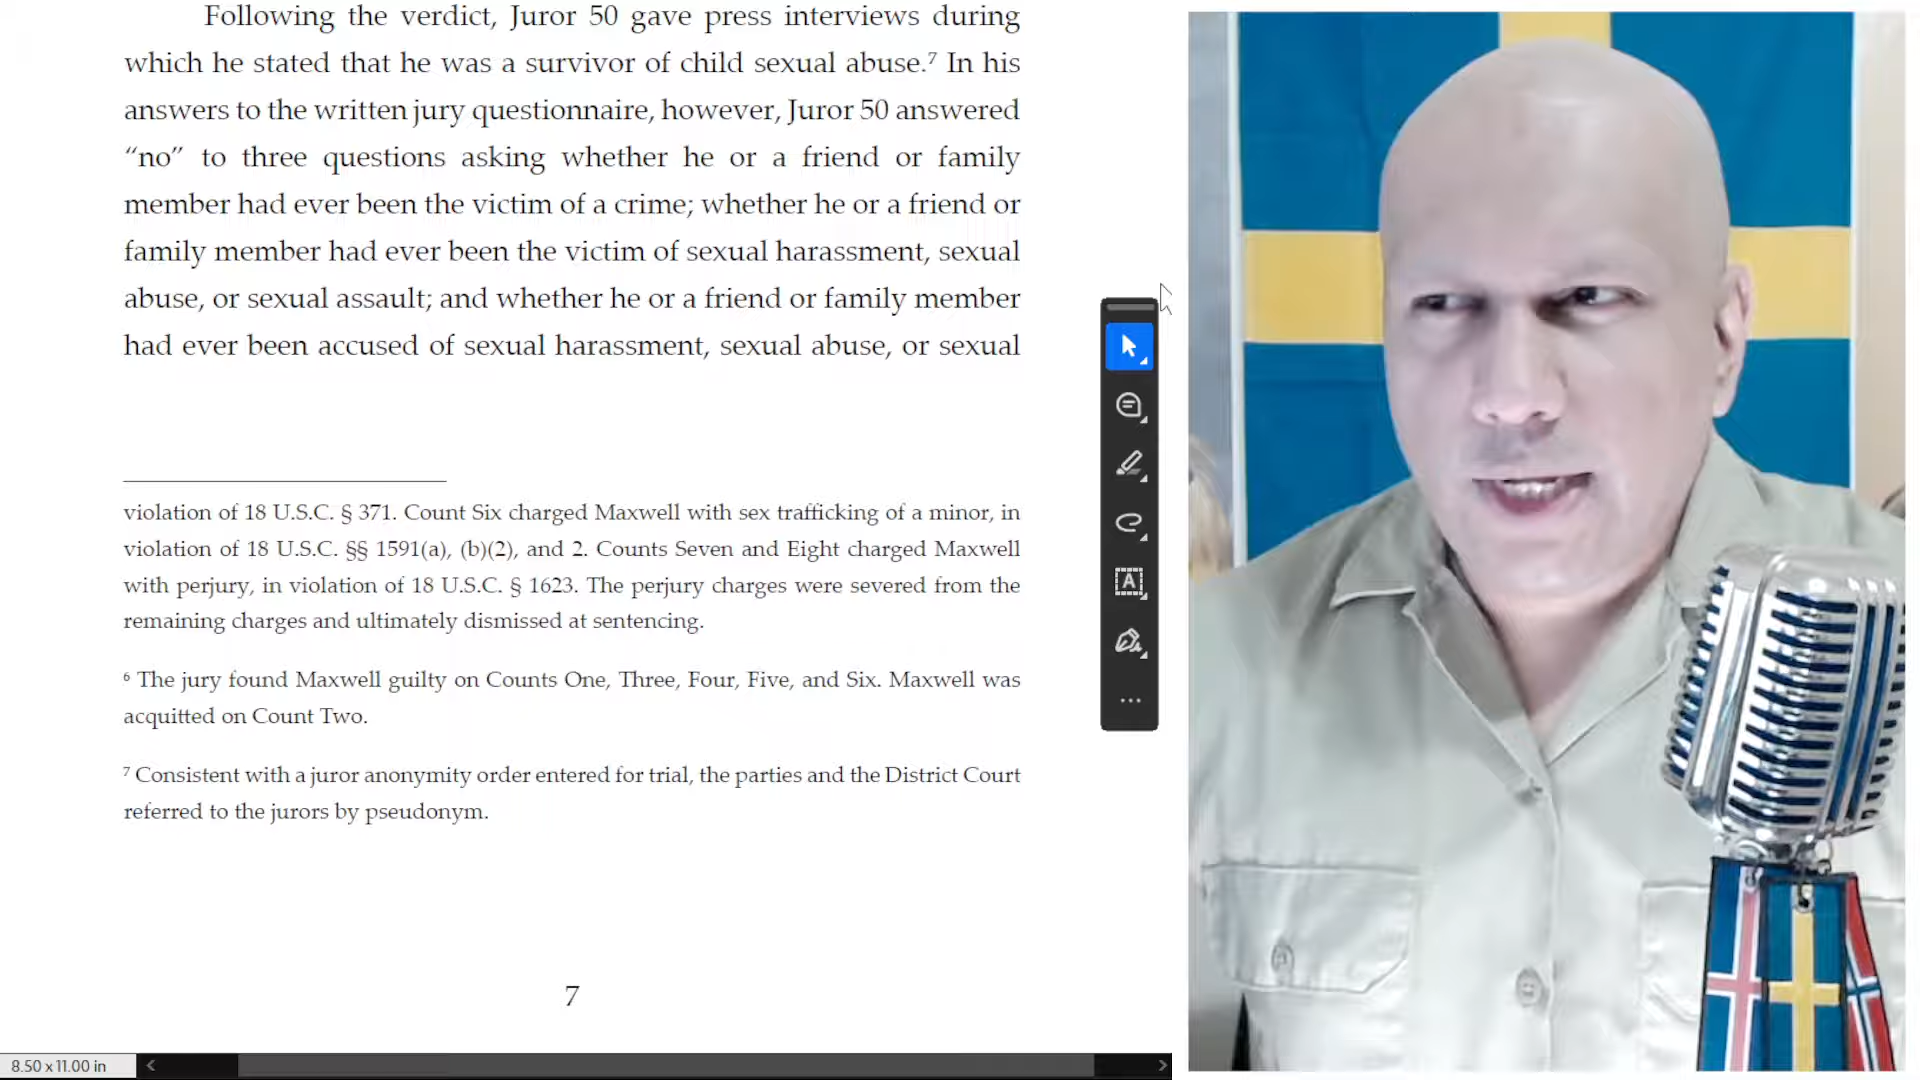 Following the verdict, Juror 50 gave press interviews during
which he stated that he was a survivor of child sexual abuse.⁷ In his
answers to the written jury questionnaire, however, Juror 50 answered
“no” to three questions asking whether he or a friend or family
member had ever been the victim of a crime; whether he or a friend or
family member had ever been the victim of sexual harassment, sexual
abuse, or sexual assault; and whether he or a friend or family member
had ever been accused of sexual harassment, sexual abuse, or sexual
violation of 18 U.S.C. § 371. Count Six charged Maxwell with sex trafficking of a minor, in
violation of 18 U.S.C. §§ 1591(a), (b)(2), and 2. Counts Seven and Eight charged Maxwell
with perjury, in violation of 18 U.S.C. § 1623. The perjury charges were severed from the
remaining charges and ultimately dismissed at sentencing.
⁶ The jury found Maxwell guilty on Counts One, Three, Four, Five, and Six. Maxwell was
acquitted on Count Two.
⁷ Consistent with a juror anonymity order entered for trial, the parties and the District Court
referred to the jurors by pseudonym.
7
8.50 x 11.00 in